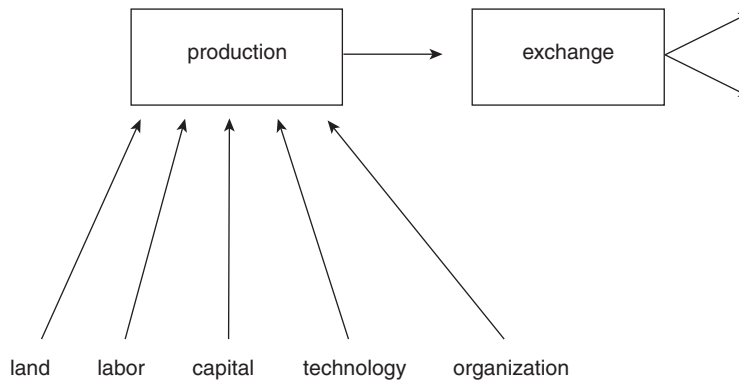 production
exchange
land
labor
capital
technology
organization